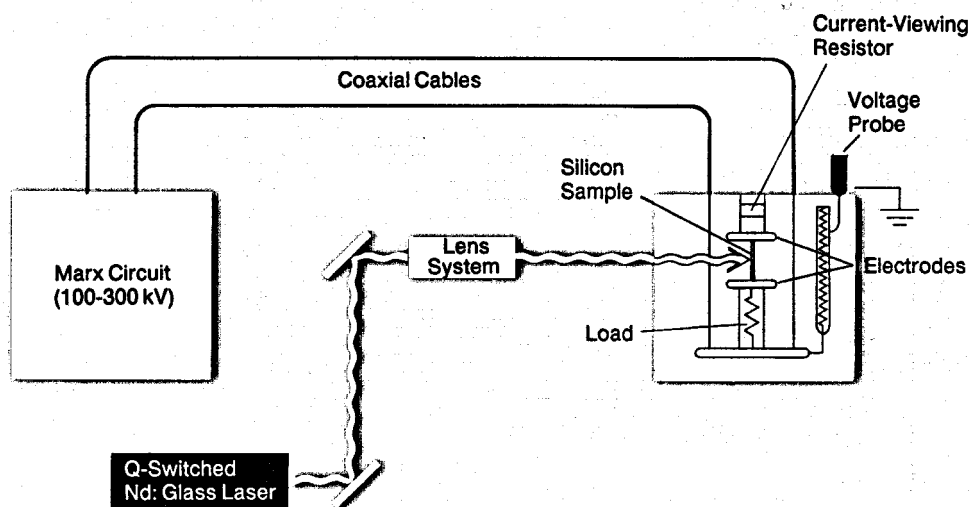 Current-Viewing
Resistor
Coaxial Cables
Voltage
Probe
Silicon
Sample
Lens
System
Marx Circuit
(100-300 kV)
Electrodes
Load
Q-Switched
Nd: Glass Laser